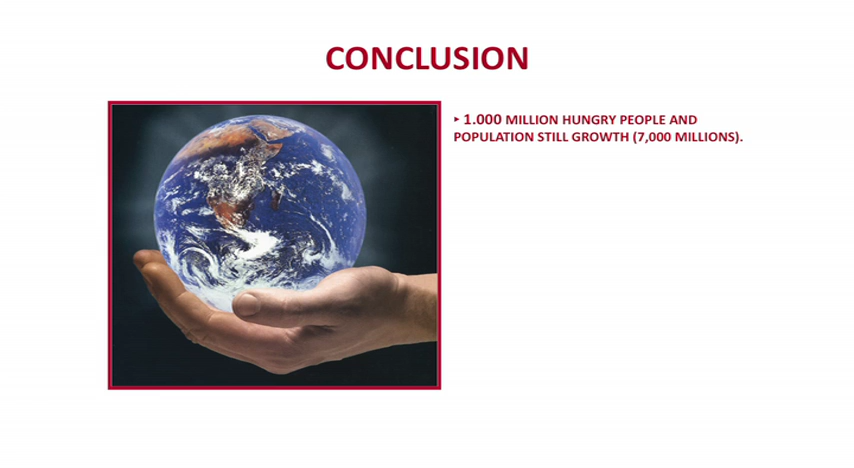 CONCLUSION
‣ 1.000 MILLION HUNGRY PEOPLE AND
POPULATION STILL GROWTH (7,000 MILLIONS).